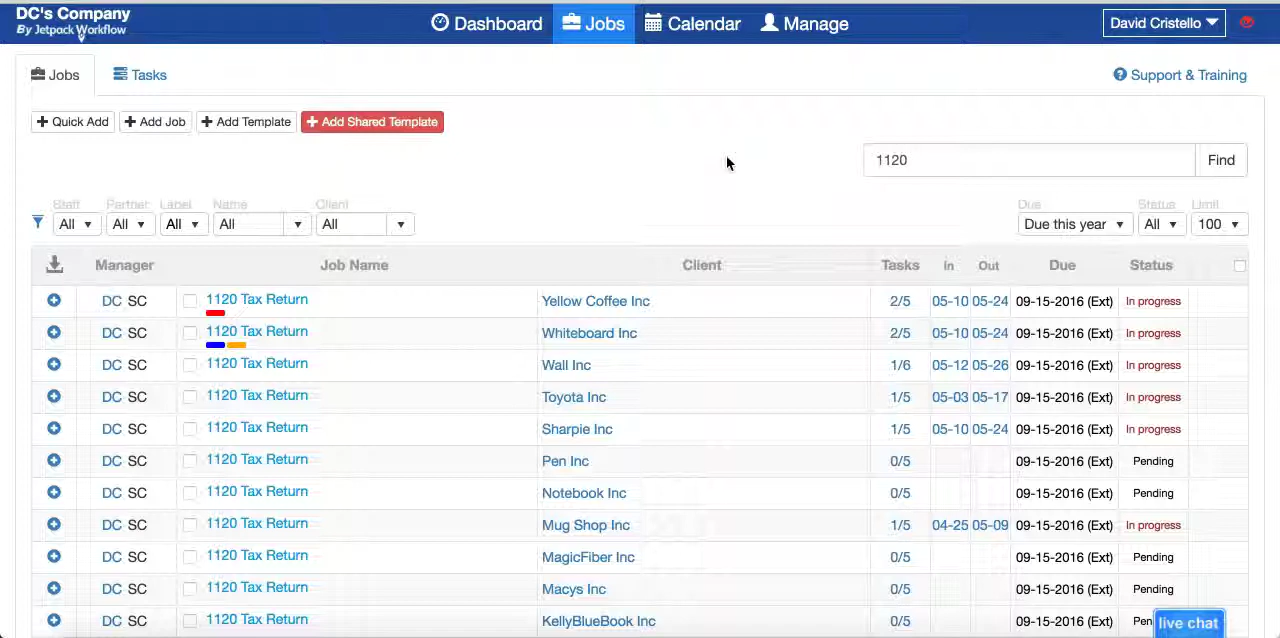 DC's Company
By Jetpack Workflow
Dashboard Jobs Calendar Manage
David Cristello
Jobs Tasks
Support & Training
Quick Add Add Job Add Template Add Shared Template
1120 Find
Staff Partner Label Name Client Due Status Limit
All All All All All Due this year All 100
Manager Job Name Client Tasks In Out Due Status
DC SC 1120 Tax Return Yellow Coffee Inc 2/5 05-10 05-24 09-15-2016 (Ext) In progress
DC SC 1120 Tax Return Whiteboard Inc 2/5 05-10 05-24 09-15-2016 (Ext) In progress
DC SC 1120 Tax Return Wall Inc 1/6 05-12 05-26 09-15-2016 (Ext) In progress
DC SC 1120 Tax Return Toyota Inc 1/5 05-03 05-17 09-15-2016 (Ext) In progress
DC SC 1120 Tax Return Sharpie Inc 1/5 05-10 05-24 09-15-2016 (Ext) In progress
DC SC 1120 Tax Return Pen Inc 0/5 09-15-2016 (Ext) Pending
DC SC 1120 Tax Return Notebook Inc 0/5 09-15-2016 (Ext) Pending
DC SC 1120 Tax Return Mug Shop Inc 1/5 04-25 05-09 09-15-2016 (Ext) In progress
DC SC 1120 Tax Return MagicFiber Inc 0/5 09-15-2016 (Ext) Pending
DC SC 1120 Tax Return Macys Inc 0/5 09-15-2016 (Ext) Pending
DC SC 1120 Tax Return KellyBlueBook Inc 0/5 09-15-2016 (Ext) Pen
live chat